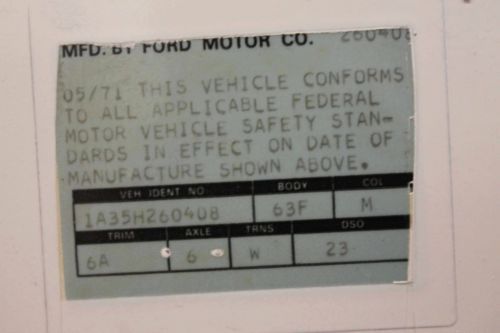 MFD. BY FORD MOTOR CO. 260408
05/71 THIS VEHICLE CONFORMS
TO ALL APPLICABLE FEDERAL
MOTOR VEHICLE SAFETY STAN-
DARDS IN EFFECT ON DATE OF
MANUFACTURE SHOWN ABOVE.
VEH IDENT NO BODY COL
1A35H260408 63F M
TRIM AXLE TRNS DSO
6A 6 W 23